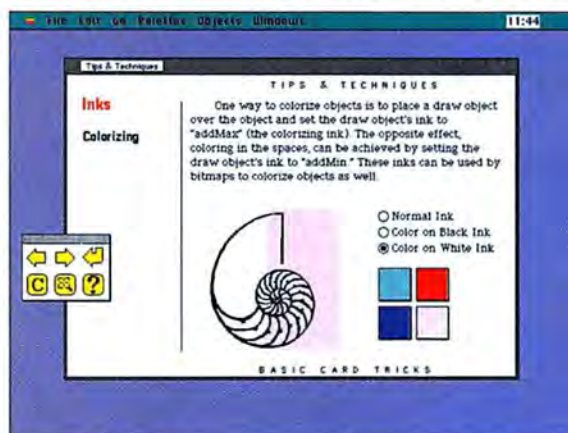 File Edit Go Palettes Objects Windows 11:44
Tips & Techniques
TIPS & TECHNIQUES
Inks
Colorizing
One way to colorize objects is to place a draw object
over the object and set the draw object's ink to
"addMax" (the colorizing ink). The opposite effect,
coloring in the spaces, can be achieved by setting the
draw object's ink to "addMin." These inks can be used by
bitmaps to colorize objects as well.
Normal Ink
Color on Black Ink
Color on White Ink
C
?
BASIC CARD TRICKS